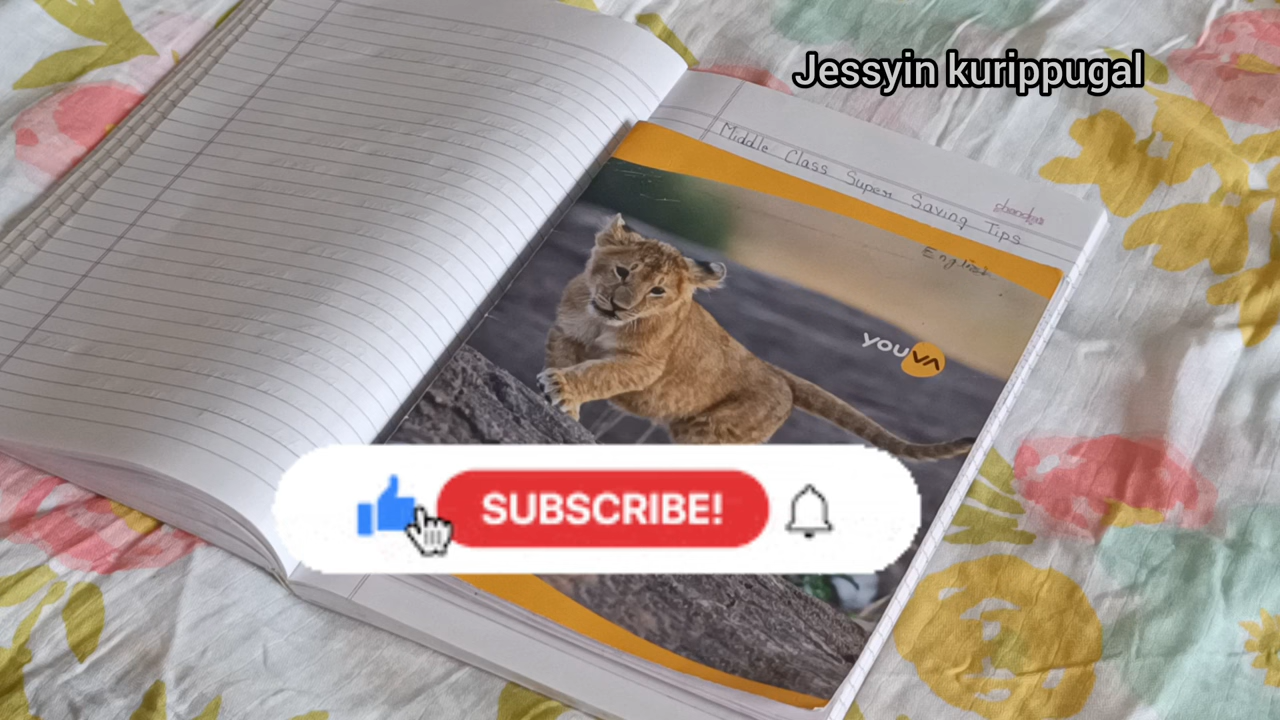 Jessyin kurippugal
Middle Class Super Saving Tips
English
YOUVA
SUBSCRIBE!